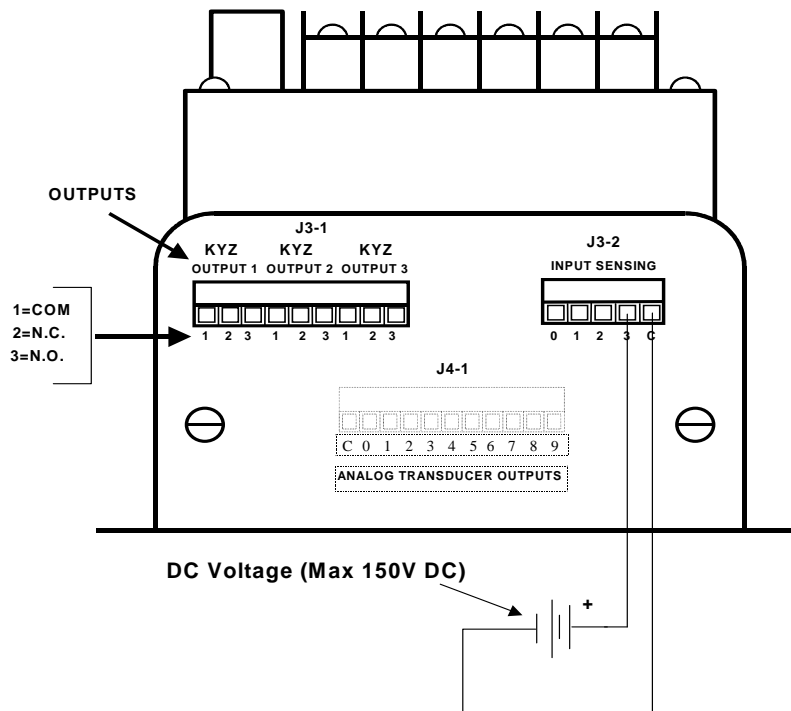 OUTPUTS
J3-1
KYZ KYZ KYZ
OUTPUT 1 OUTPUT 2 OUTPUT 3
J3-2
INPUT SENSING
1=COM
2=N.C.
3=N.O.
1 2 3 1 2 3 1 2 3
0 1 2 3 C
J4-1
C 0 1 2 3 4 5 6 7 8 9
ANALOG TRANSDUCER OUTPUTS
DC Voltage (Max 150V DC)
+
-